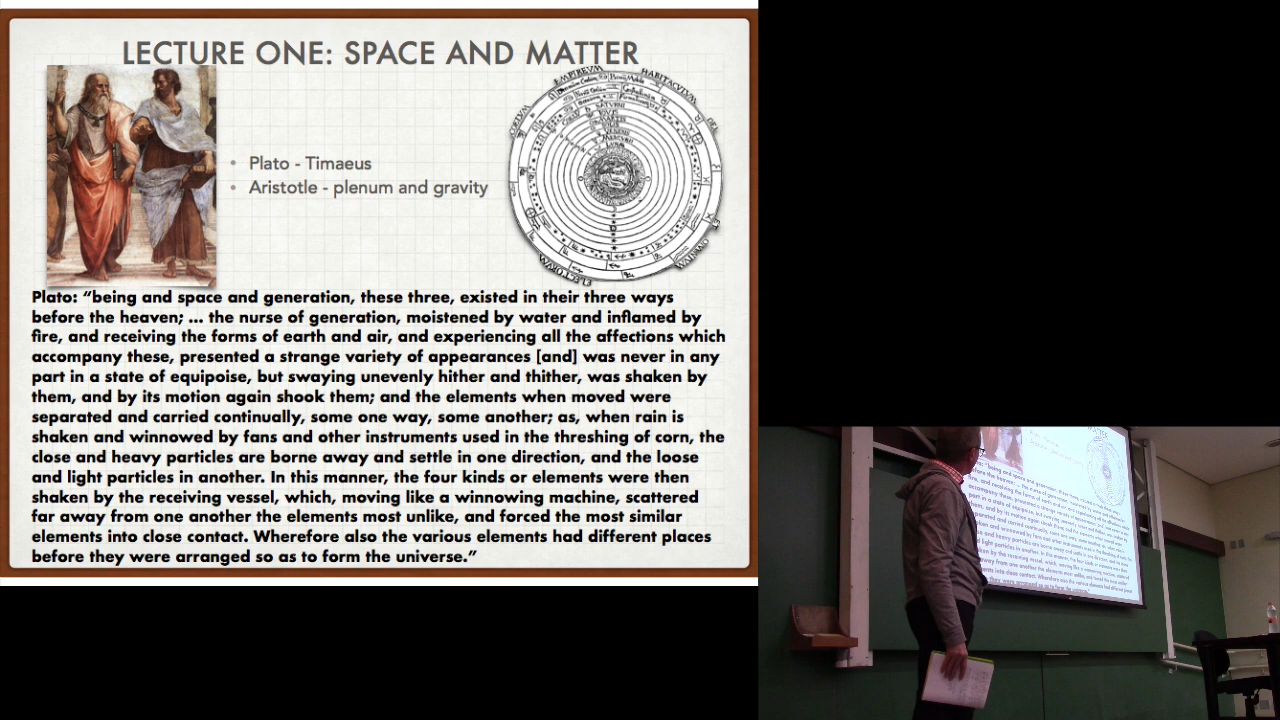 LECTURE ONE: SPACE AND MATTER
• Plato - Timaeus
• Aristotle - plenum and gravity
HABITACVLVM
SATVRNI
Plato: “being and space and generation, these three, existed in their three ways
before the heaven; ... the nurse of generation, moistened by water and inflamed by
fire, and receiving the forms of earth and air, and experiencing all the affections which
accompany these, presented a strange variety of appearances [and] was never in any
part in a state of equipoise, but swaying unevenly hither and thither, was shaken by
them, and by its motion again shook them; and the elements when moved were
separated and carried continually, some one way, some another; as, when rain is
shaken and winnowed by fans and other instruments used in the threshing of corn, the
close and heavy particles are borne away and settle in one direction, and the loose
and light particles in another. In this manner, the four kinds or elements were then
shaken by the receiving vessel, which, moving like a winnowing machine, scattered
far away from one another the elements most unlike, and forced the most similar
elements into close contact. Wherefore also the various elements had different places
before they were arranged so as to form the universe.”